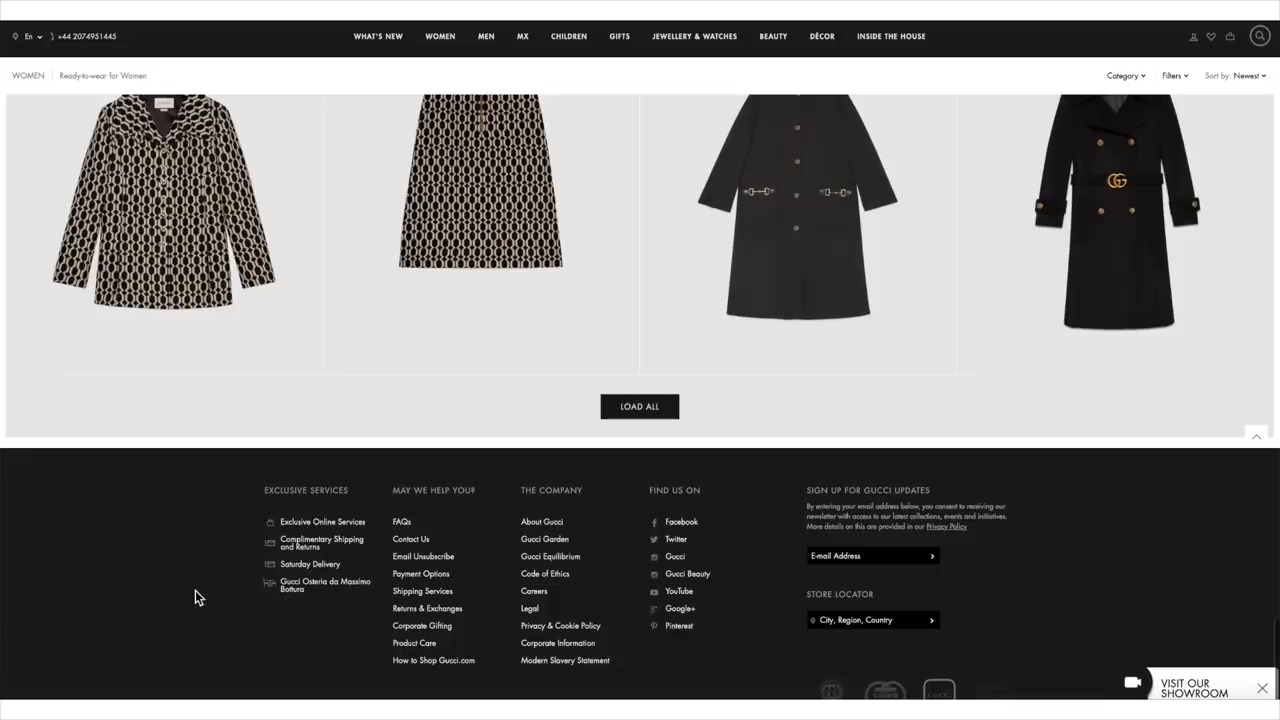 En
+44 2074951445
WHAT'S NEW
WOMEN
MEN
MX
CHILDREN
GIFTS
JEWELLERY & WATCHES
BEAUTY
DÉCOR
INSIDE THE HOUSE
WOMEN
Ready-to-wear for Women
Category
Filters
Sort by: Newest
GG
LOAD ALL
EXCLUSIVE SERVICES
Exclusive Online Services
Complimentary Shipping
and Returns
Saturday Delivery
Gucci Osteria da Massimo
Bottura
MAY WE HELP YOU?
FAQs
Contact Us
Email Unsubscribe
Payment Options
Shipping Services
Returns & Exchanges
Corporate Gifting
Product Care
How to Shop Gucci.com
THE COMPANY
About Gucci
Gucci Garden
Gucci Equilibrium
Code of Ethics
Careers
Legal
Privacy & Cookie Policy
Corporate Information
Modern Slavery Statement
FIND US ON
Facebook
Twitter
Gucci
Gucci Beauty
YouTube
Google+
Pinterest
SIGN UP FOR GUCCI UPDATES
By entering your email address below, you consent to receiving our
newsletter with access to our latest collections, events and initiatives.
More details on this are provided in our Privacy Policy
E-mail Address
STORE LOCATOR
City, Region, Country
VISIT OUR
SHOWROOM